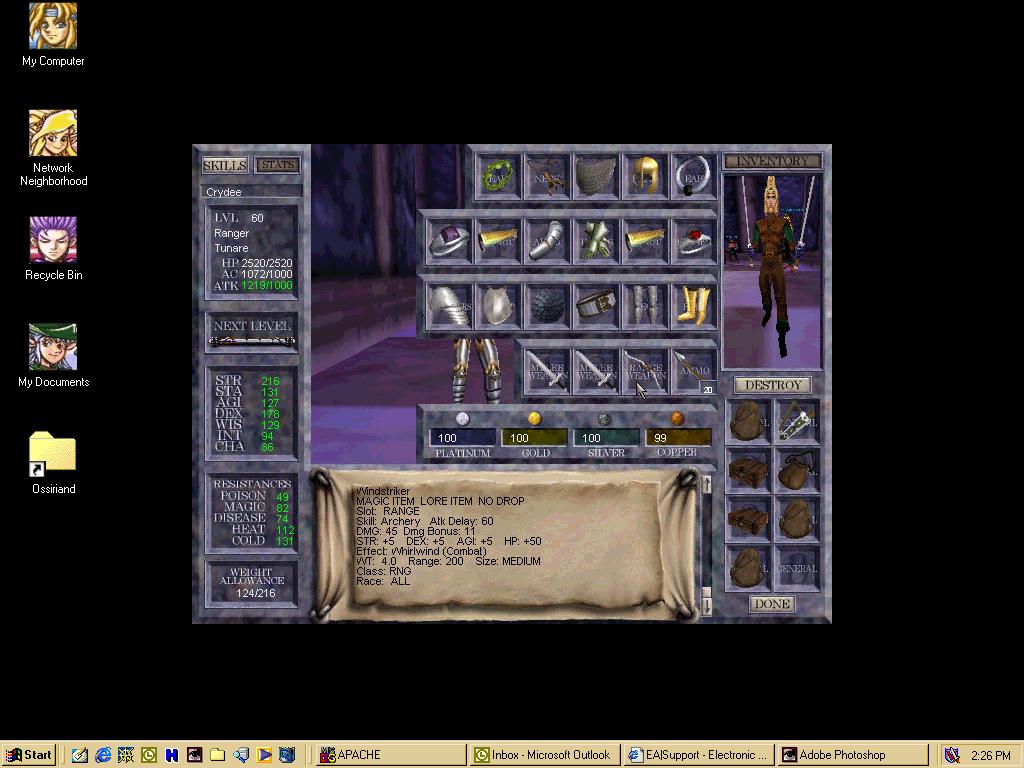 My Computer
Network
Neighborhood
Recycle Bin
My Documents
Ossiriand
SKILLS
STATS
Crydee
LVL 60
Ranger
Tunare
HP 2520/2520
AC 1072/1000
ATK 1219/1000
NEXT LEVEL
STR 216
STA 131
AGI 127
DEX 178
WIS 129
INT 94
CHA 86
RESISTANCES
POISON 49
MAGIC 82
DISEASE 74
HEAT 112
COLD 131
WEIGHT
ALLOWANCE
124/216
MELEE
WEAPON
MELEE
WEAPON
RANGE
WEAPON
AMMO
20
100
PLATINUM
100
GOLD
100
SILVER
99
COPPER
Windstriker
MAGIC ITEM LORE ITEM NO DROP
Slot: RANGE
Skill: Archery Atk Delay: 60
DMG: 45 Dmg Bonus: 11
STR: +5 DEX: +5 AGI: +5 HP: +50
Effect: Whirlwind (Combat)
WT: 4.0 Range: 200 Size: MEDIUM
Class: RNG
Race: ALL
INVENTORY
DESTROY
GENERAL
DONE
Start
APACHE
Inbox - Microsoft Outlook
EA|Support - Electronic ...
Adobe Photoshop
2:26 PM